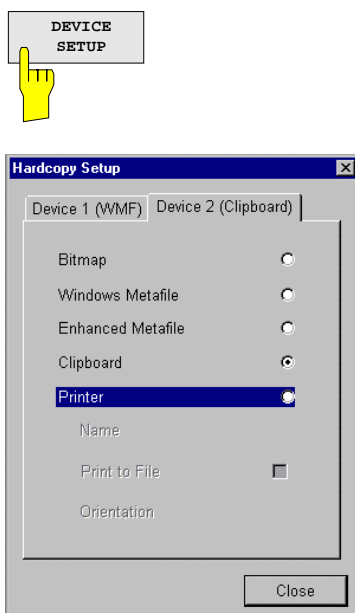 DEVICE
SETUP
Hardcopy Setup
Device 1 (WMF) Device 2 (Clipboard)
Bitmap
Windows Metafile
Enhanced Metafile
Clipboard
Printer
Name
Print to File
Orientation
Close